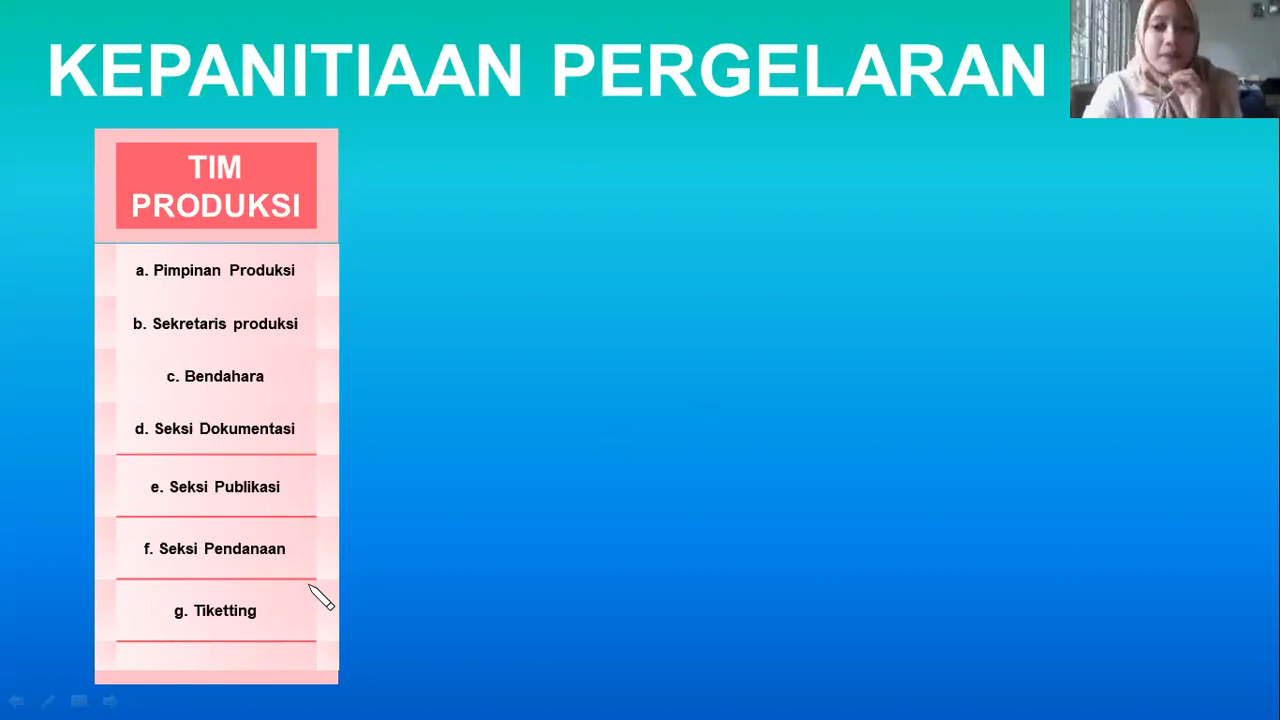 KEPANITIAAN PERGELARAN
TIM
PRODUKSI
a. Pimpinan Produksi
b. Sekretaris produksi
c. Bendahara
d. Seksi Dokumentasi
e. Seksi Publikasi
f. Seksi Pendanaan
g. Tiketting